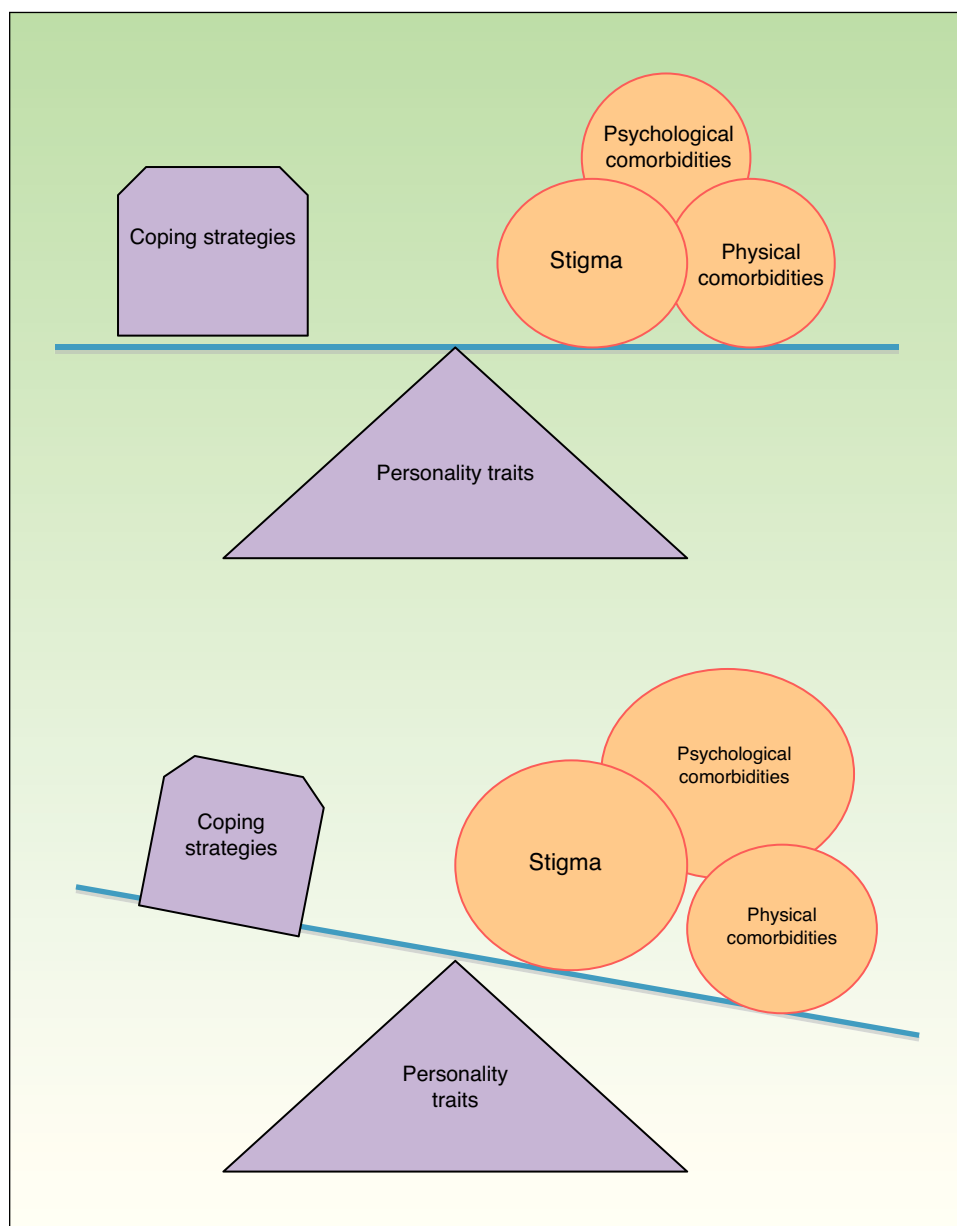 Psychological
comorbidities
Coping strategies
Stigma
Physical
comorbidities
Personality traits
Psychological
comorbidities
Coping
strategies
Stigma
Physical
comorbidities
Personality
traits